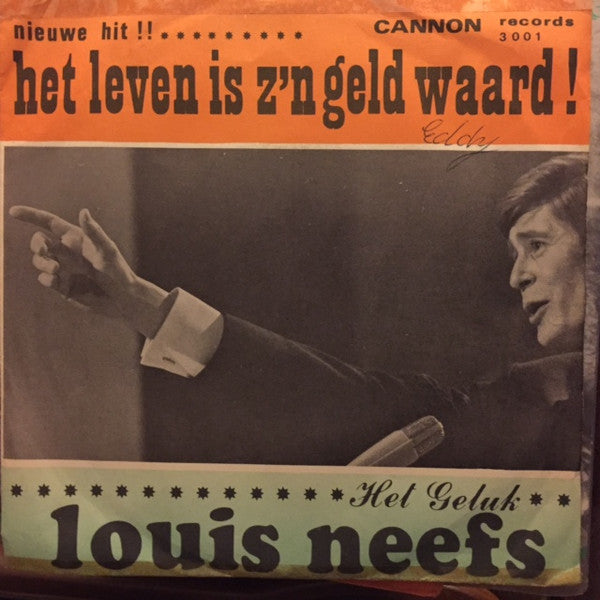 nieuwe hit !! ********* CANNON records
3001
het leven is z'n geld waard !
Eddy
************** Het Geluk **
louis neefs